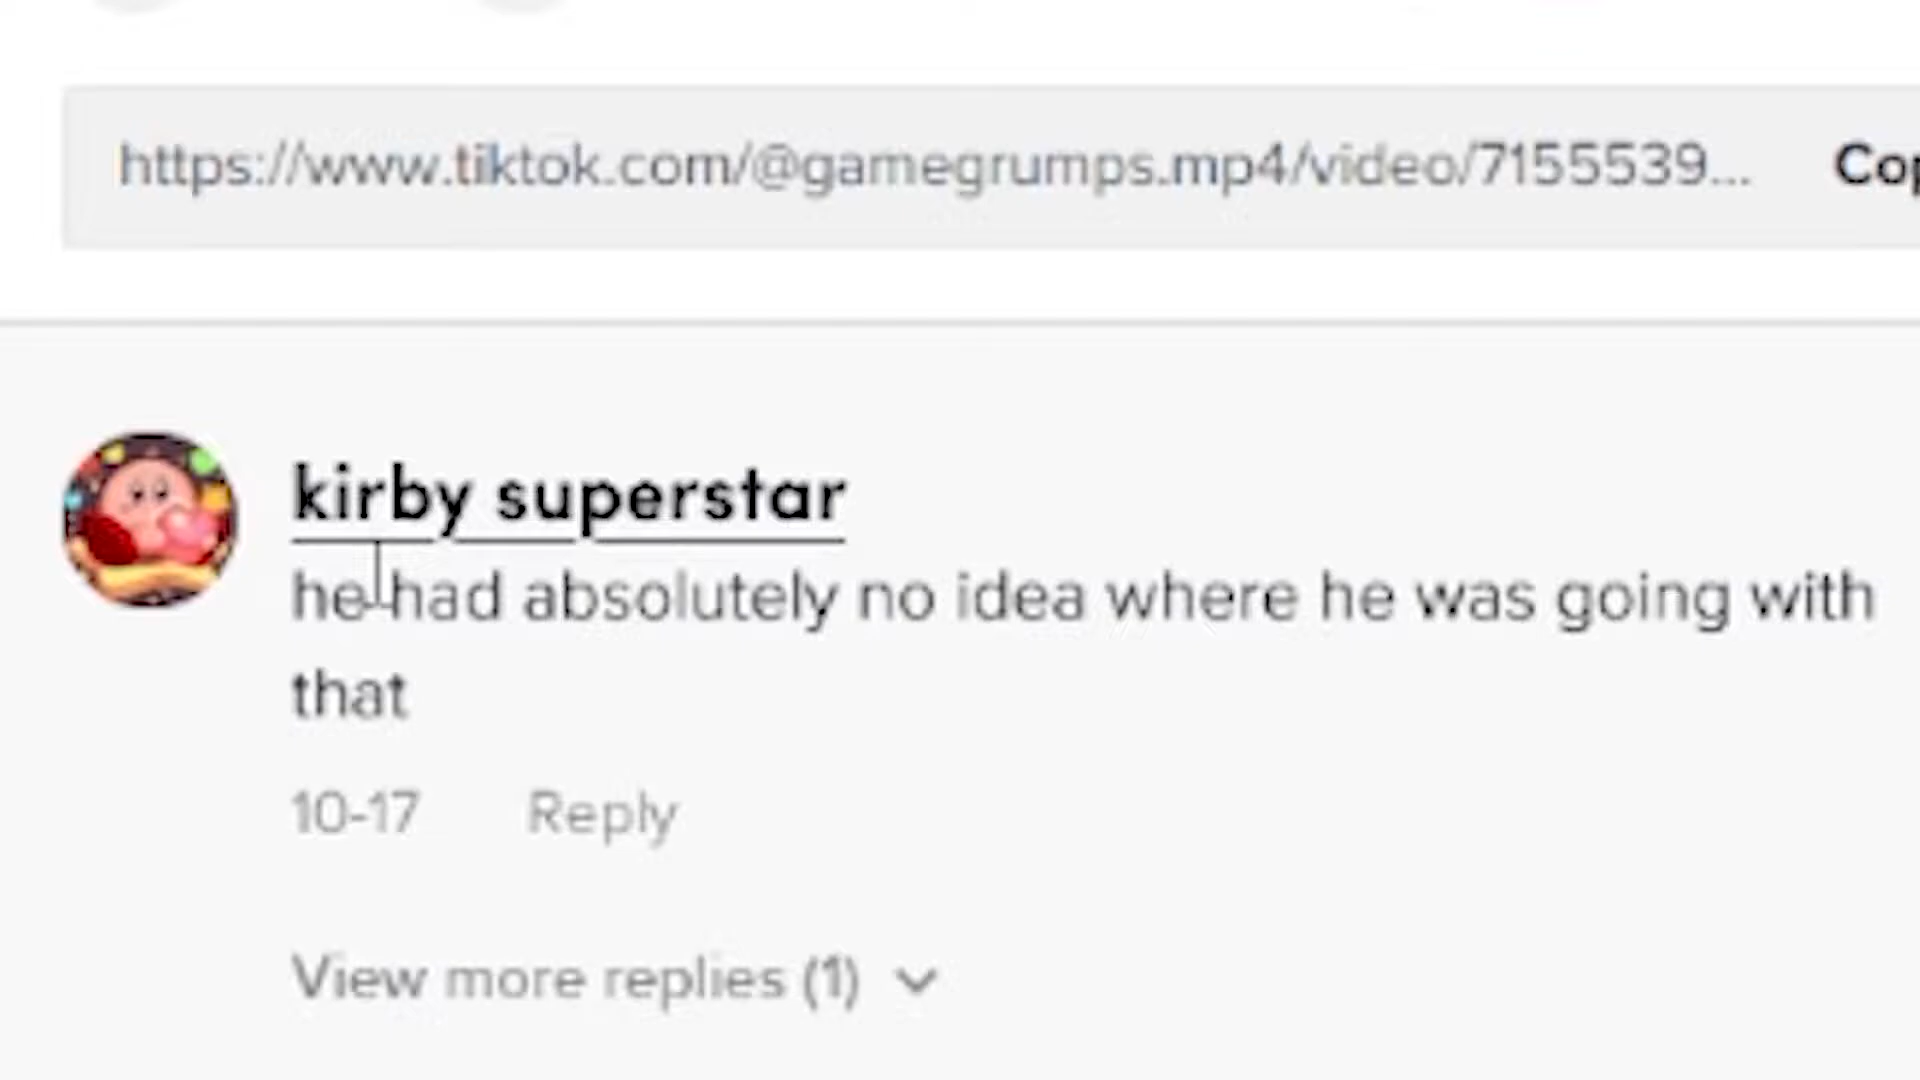 https://www.tiktok.com/@gamegrumps.mp4/video/7155539...
kirby superstar
he had absolutely no idea where he was going with
that
10-17 Reply
View more replies (1)